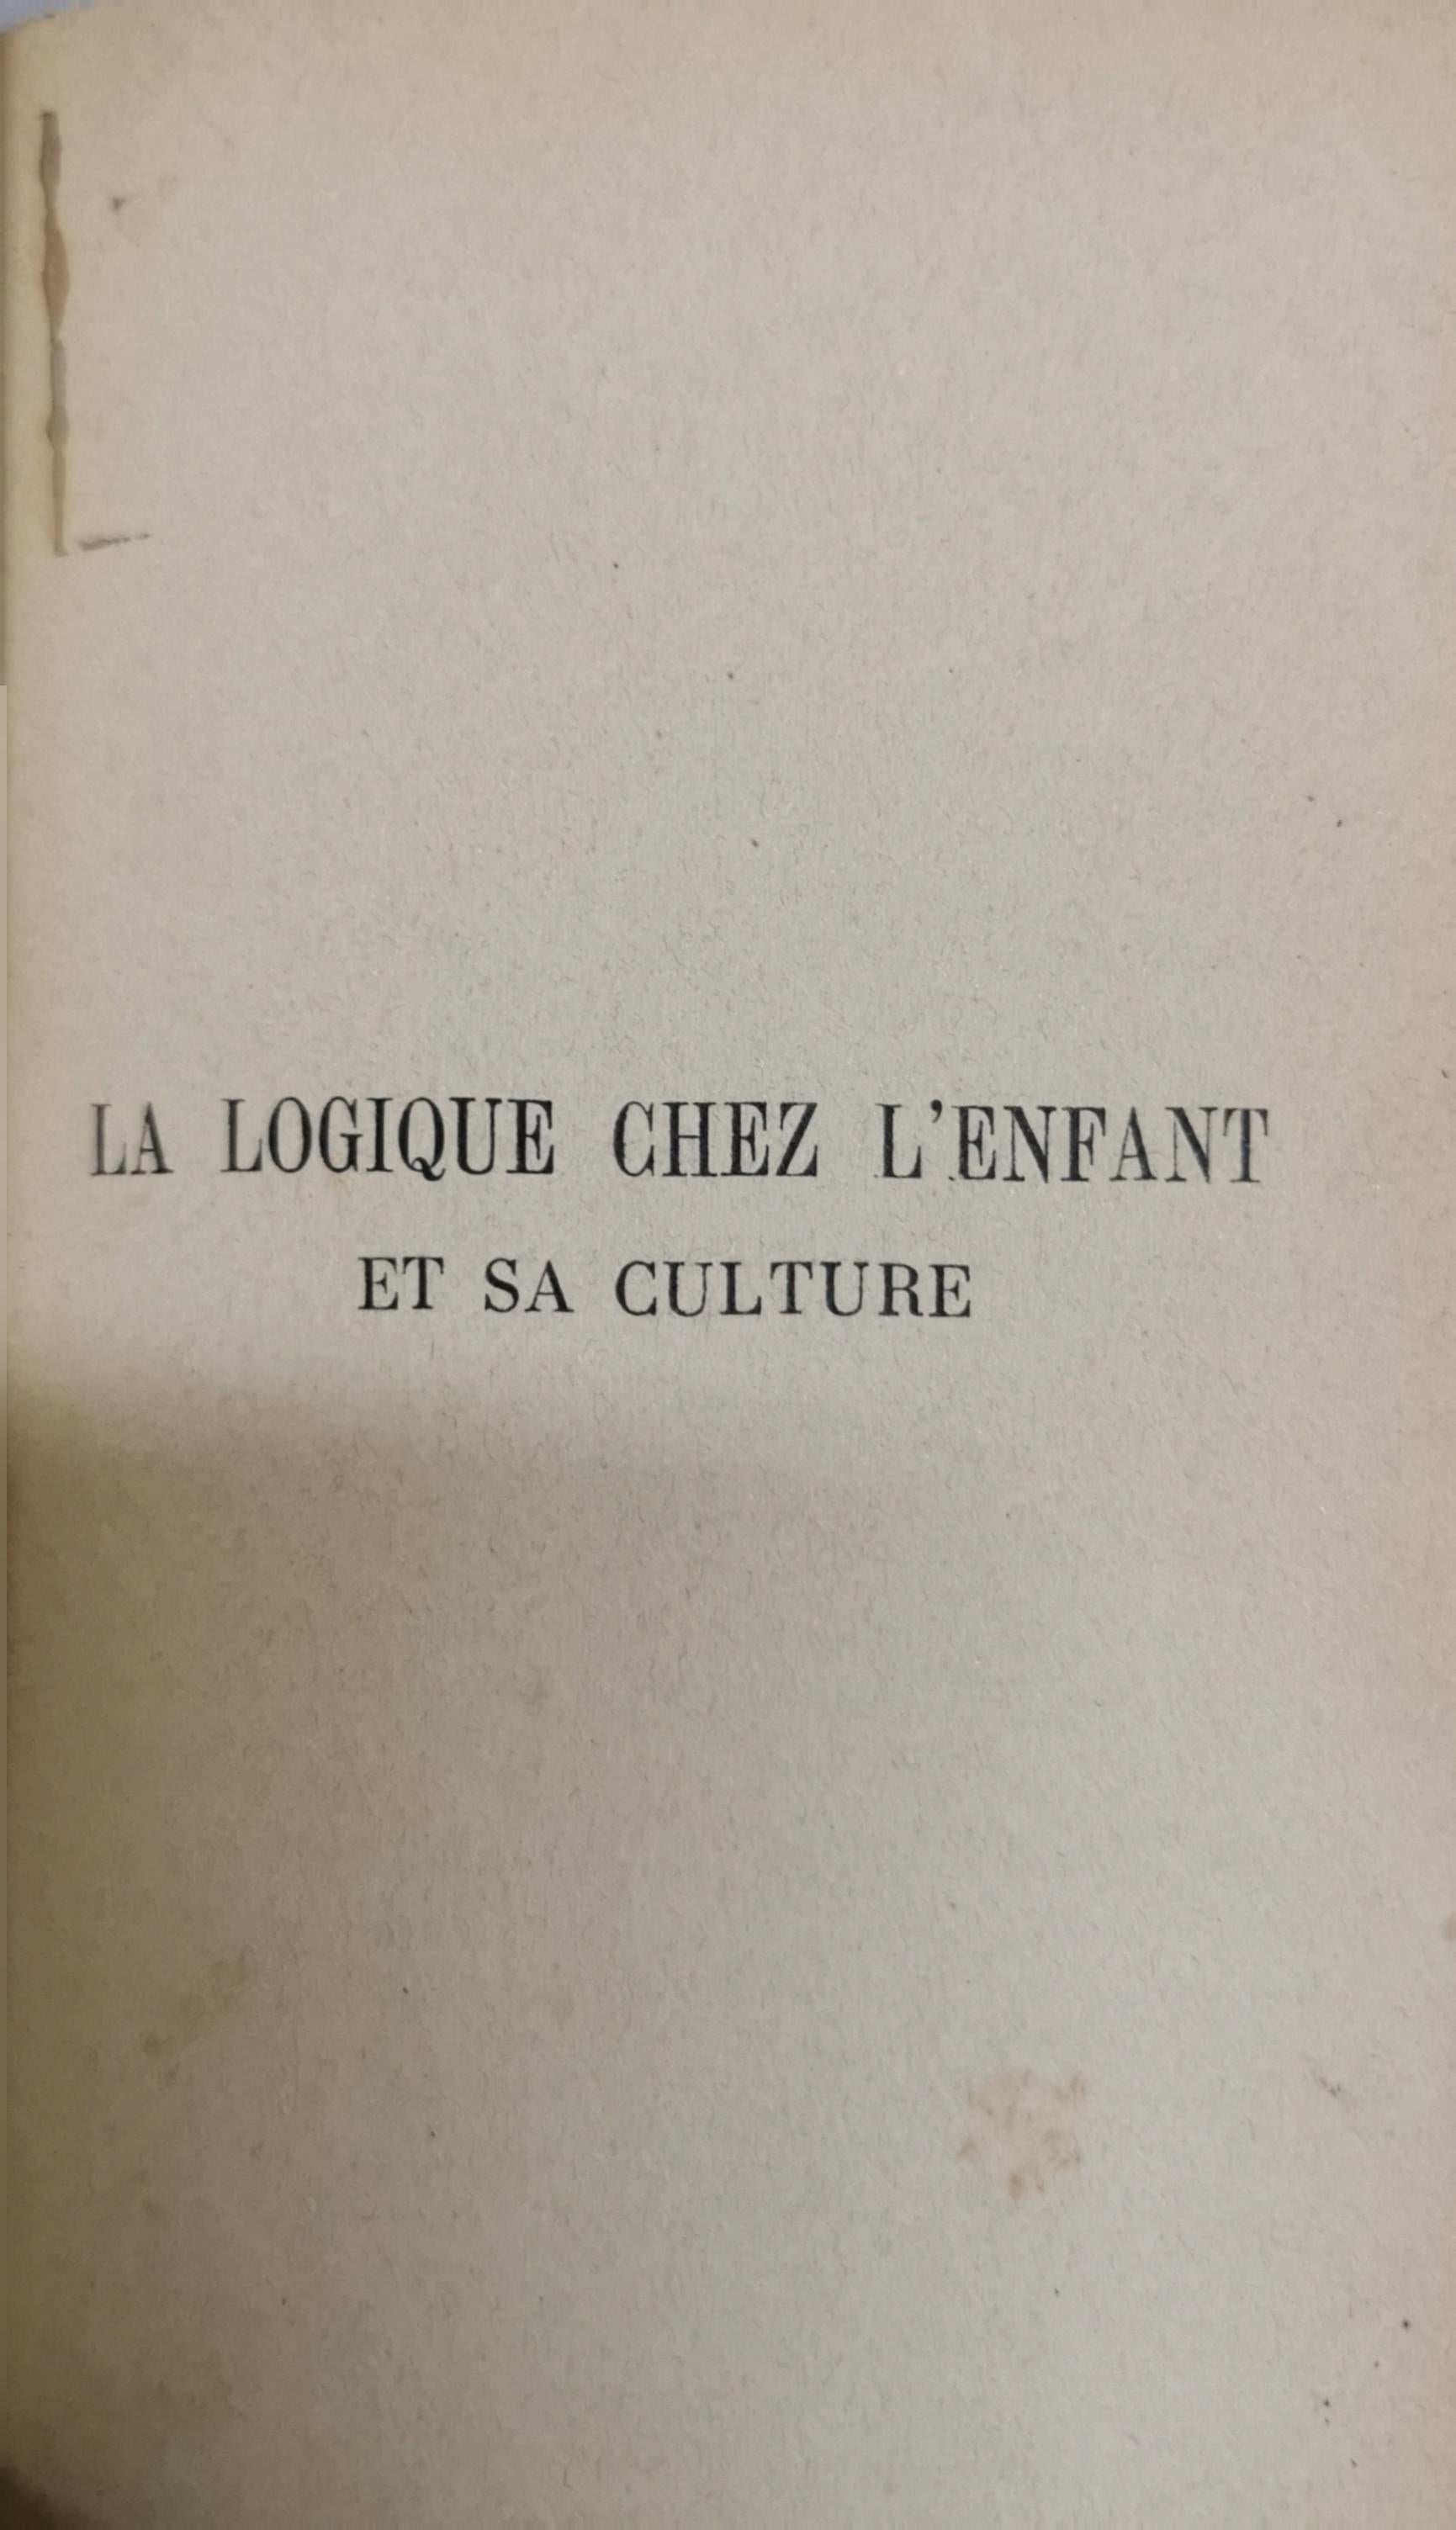 LA LOGIQUE CHEZ L'ENFANT
ET SA CULTURE